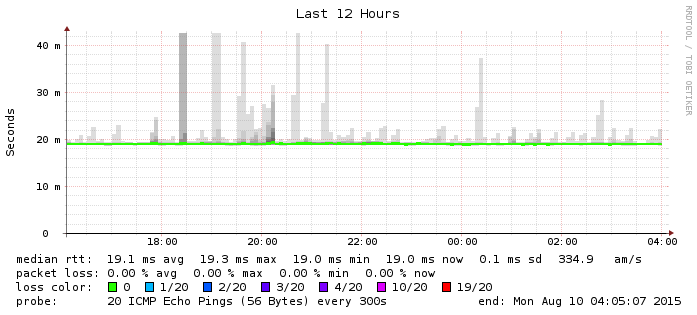 Last 12 Hours
RRDTOOL / TOBI OETIKER
Seconds
40 m
30 m
20 m
10 m
0
18:00 20:00 22:00 00:00 02:00 04:00
median rtt: 19.1 ms avg 19.3 ms max 19.0 ms min 19.0 ms now 0.1 ms sd 334.9 am/s
packet loss: 0.00 % avg 0.00 % max 0.00 % min 0.00 % now
loss color: 0 1/20 2/20 3/20 4/20 10/20 19/20
probe: 20 ICMP Echo Pings (56 Bytes) every 300s end: Mon Aug 10 04:05:07 2015